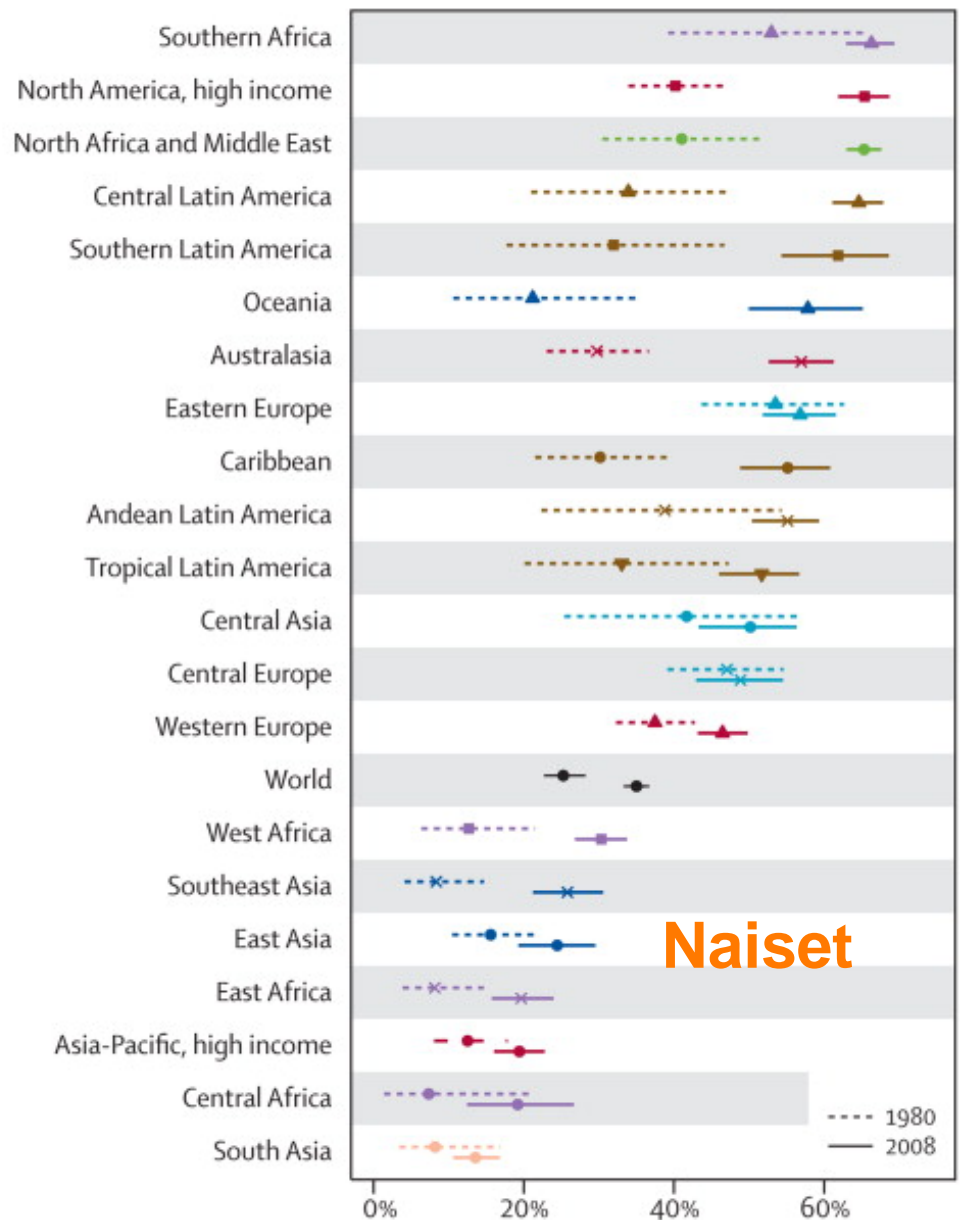 Southern Africa
North America, high income
North Africa and Middle East
Central Latin America
Southern Latin America
Oceania
Australasia
Eastern Europe
Caribbean
Andean Latin America
Tropical Latin America
Central Asia
Central Europe
Western Europe
World
West Africa
Southeast Asia
East Asia
Naiset
East Africa
Asia-Pacific, high income
Central Africa
1980
2008
South Asia
0% 20% 40% 60%